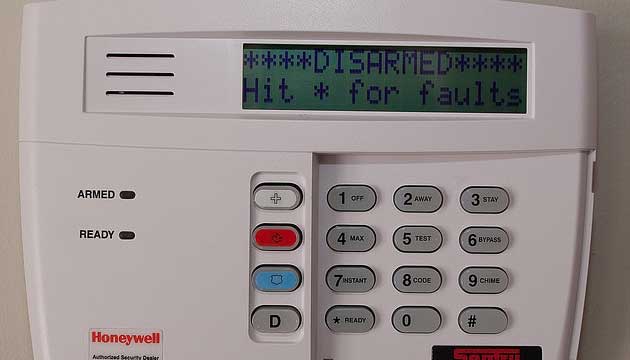 ****DISARMED****
Hit * for faults
ARMED
READY
1 OFF 2 AWAY 3 STAY
4 MAX 5 TEST 6 BYPASS
7 INSTANT 8 CODE 9 CHIME
D * READY 0 #
Honeywell
Authorized Security Dealer